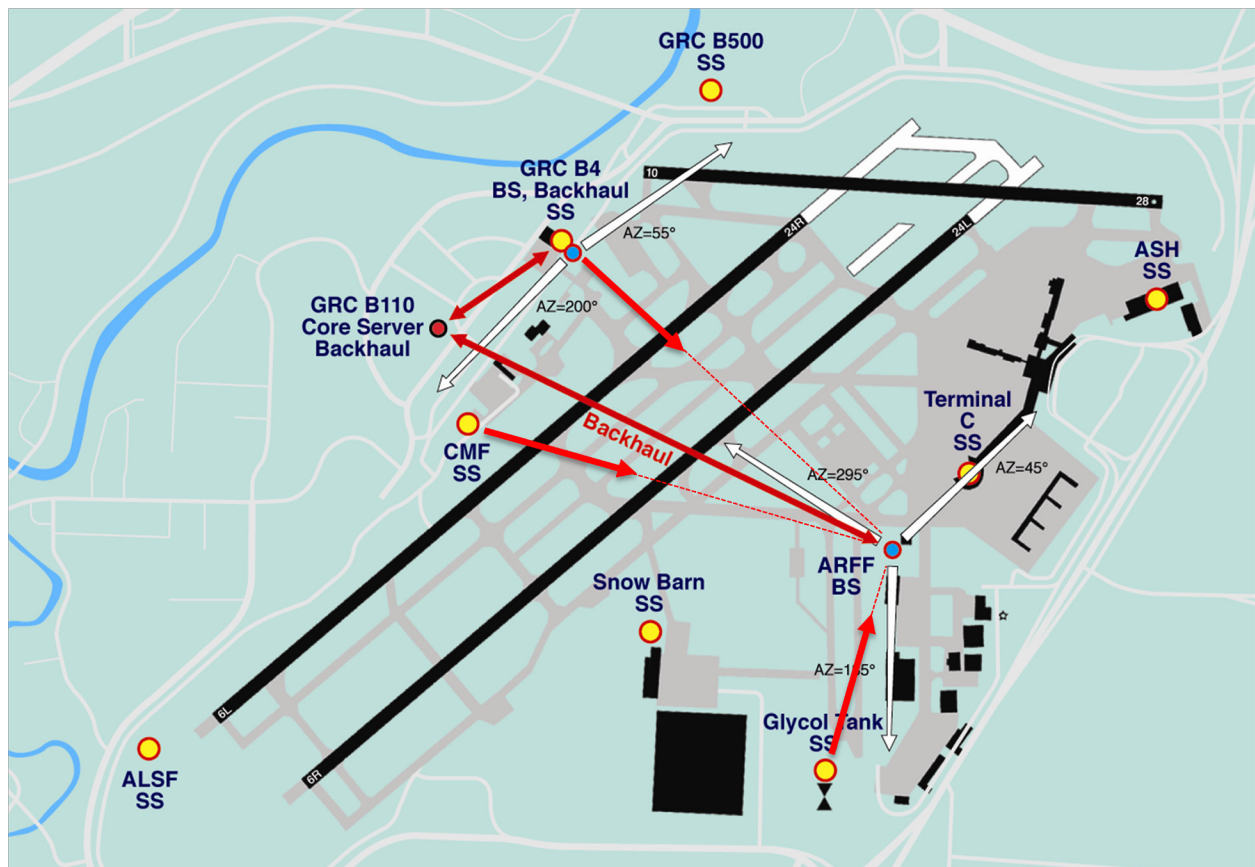 GRC B500
SS
GRC B4
BS, Backhaul
SS
10
28
24R
24L
AZ=55°
ASH
SS
GRC B110
Core Server
Backhaul
AZ=200°
Terminal
C
SS
Backhaul
CMF
SS
AZ=295°
AZ=45°
ARFF
BS
Snow Barn
SS
Glycol Tank
SS
6L
6R
ALSF
SS